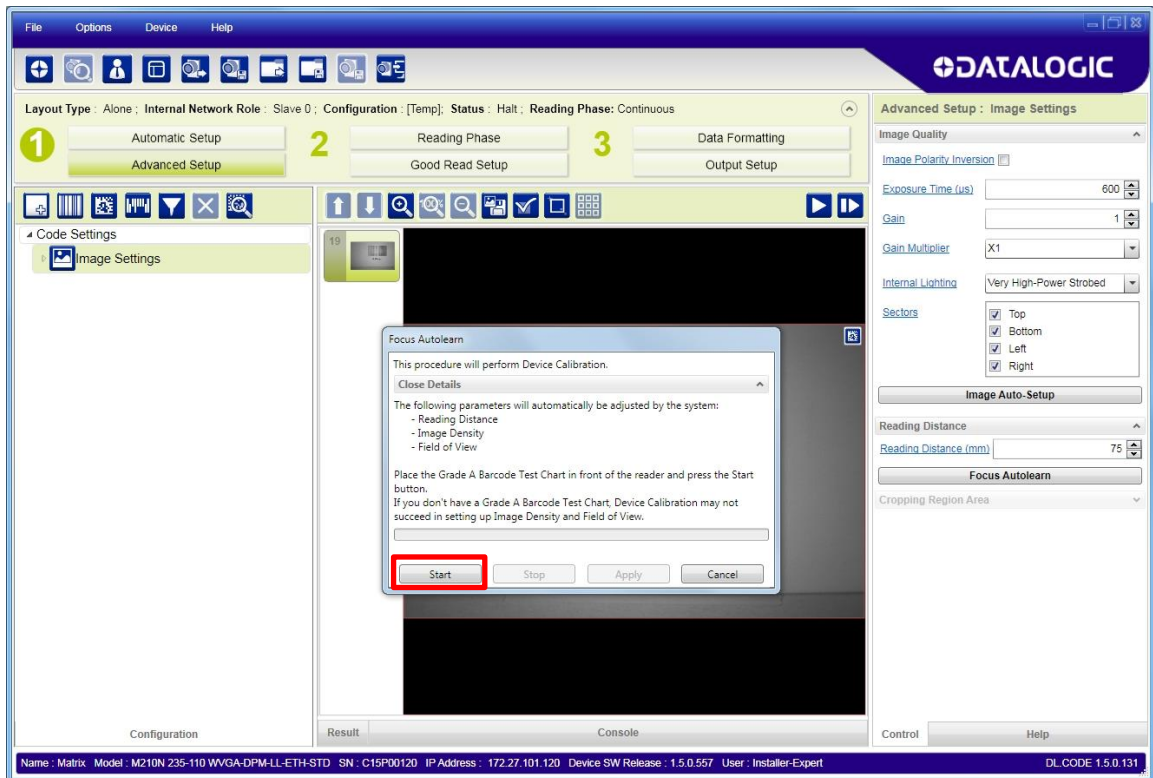 File Options Device Help
DATALOGIC
Layout Type : Alone ; Internal Network Role : Slave 0 ; Configuration : [Temp]; Status : Halt ; Reading Phase: Continuous
1 Automatic Setup 2 Reading Phase 3 Data Formatting
Advanced Setup Good Read Setup Output Setup
Code Settings
Image Settings
100%
19
Focus Autolearn
This procedure will perform Device Calibration.
Close Details
The following parameters will automatically be adjusted by the system:
- Reading Distance
- Image Density
- Field of View
Place the Grade A Barcode Test Chart in front of the reader and press the Start
button.
If you don't have a Grade A Barcode Test Chart, Device Calibration may not
succeed in setting up Image Density and Field of View.
Start Stop Apply Cancel
Advanced Setup : Image Settings
Image Quality
Image Polarity Inversion
Exposure Time (us) 600
Gain 1
Gain Multiplier X1
Internal Lighting Very High-Power Strobed
Sectors Top
Bottom
Left
Right
Image Auto-Setup
Reading Distance
Reading Distance (mm) 75
Focus Autolearn
Cropping Region Area
Configuration Result Console Control Help
Name : Matrix Model : M210N 235-110 WVGA-DPM-LL-ETH-STD SN : C15P00120 IP Address : 172.27.101.120 Device SW Release : 1.5.0.557 User : Installer-Expert DL.CODE 1.5.0.131